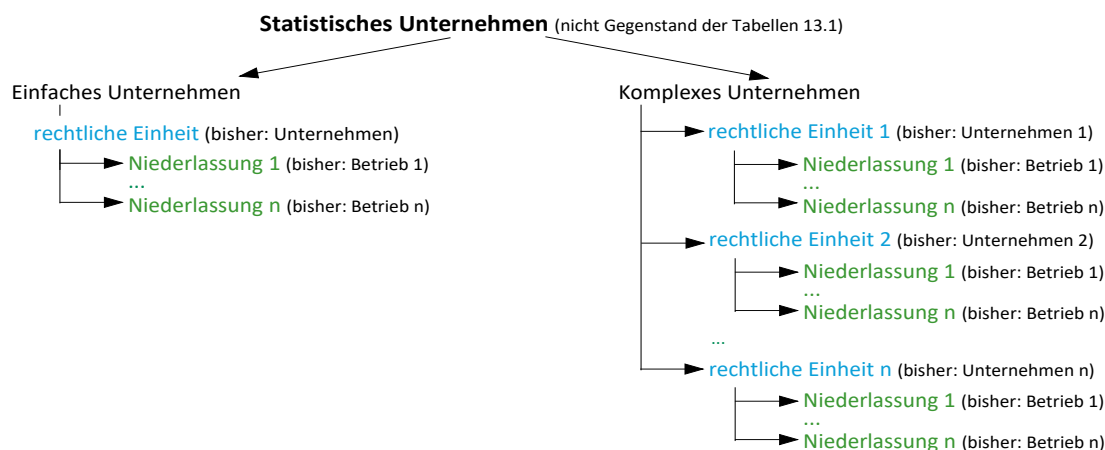 Statistisches Unternehmen (nicht Gegenstand der Tabellen 13.1)
Einfaches Unternehmen
rechtliche Einheit (bisher: Unternehmen)
Niederlassung 1 (bisher: Betrieb 1)
...
Niederlassung n (bisher: Betrieb n)
Komplexes Unternehmen
rechtliche Einheit 1 (bisher: Unternehmen 1)
Niederlassung 1 (bisher: Betrieb 1)
...
Niederlassung n (bisher: Betrieb n)
rechtliche Einheit 2 (bisher: Unternehmen 2)
Niederlassung 1 (bisher: Betrieb 1)
...
Niederlassung n (bisher: Betrieb n)
...
rechtliche Einheit n (bisher: Unternehmen n)
Niederlassung 1 (bisher: Betrieb 1)
...
Niederlassung n (bisher: Betrieb n)